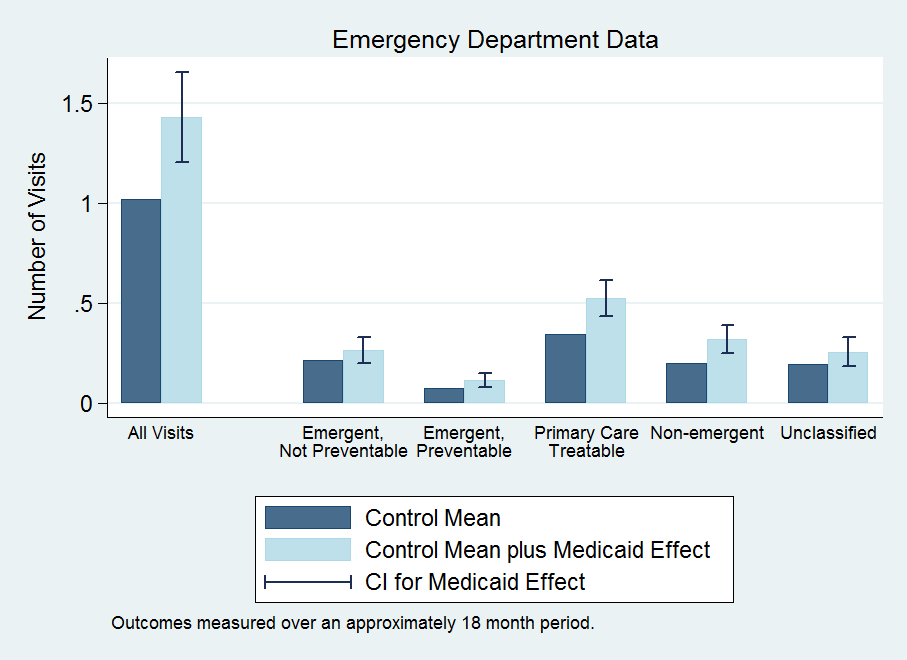 Emergency Department Data
Number of Visits
1.5
1
.5
0
All Visits
Emergent,
Not Preventable
Emergent,
Preventable
Primary Care
Treatable
Non-emergent
Unclassified
Control Mean
Control Mean plus Medicaid Effect
CI for Medicaid Effect
Outcomes measured over an approximately 18 month period.